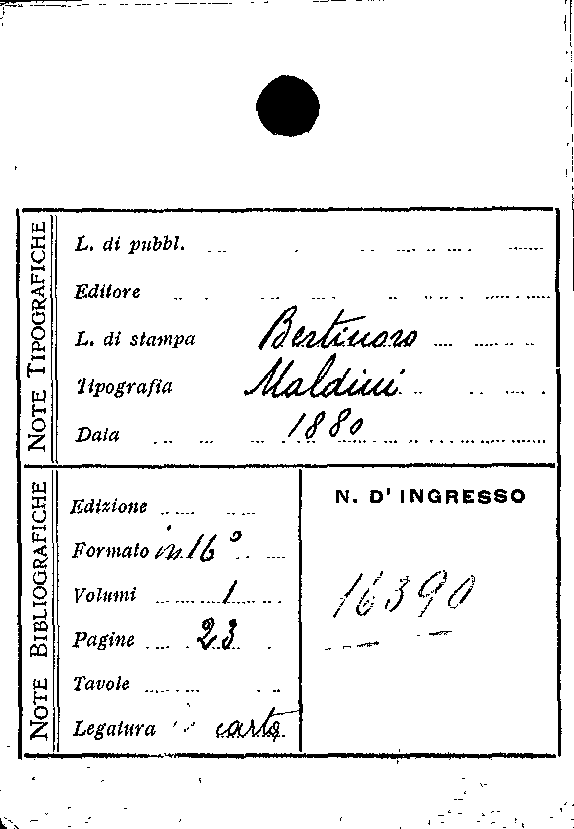 NOTE TIPOGRAFICHE
L. di pubbl.
Editore
L. di stampa Bertinoro
Tipografia Maldini
Data 1880
NOTE BIBLIOGRAFICHE
Edizione
Formato in 16°
Volumi 1
Pagine 23
Tavole
Legatura carta
N. D' INGRESSO
16390